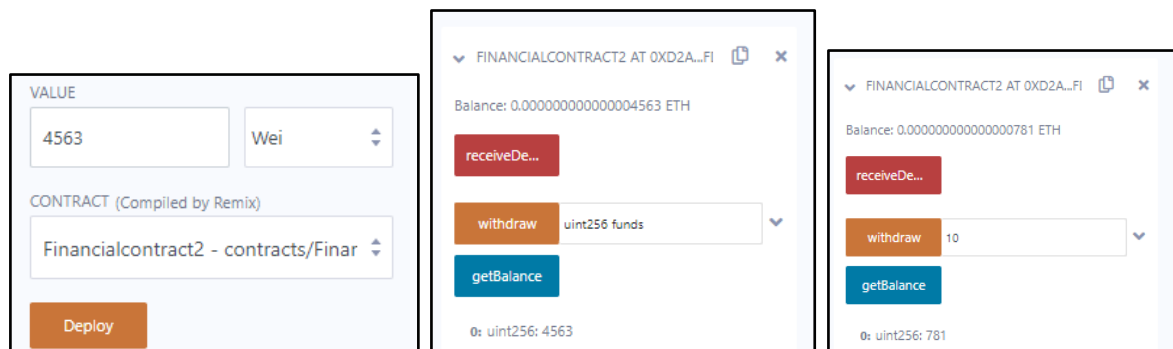 VALUE
4563
Wei
CONTRACT (Compiled by Remix)
Financialcontract2 - contracts/Finar
Deploy
FINANCIALCONTRACT2 AT 0XD2A...FI
Balance: 0.000000000000004563 ETH
receiveDe...
withdraw
uint256 funds
getBalance
0: uint256: 4563
FINANCIALCONTRACT2 AT 0XD2A...FI
Balance: 0.000000000000000781 ETH
receiveDe...
withdraw
10
getBalance
0: uint256: 781